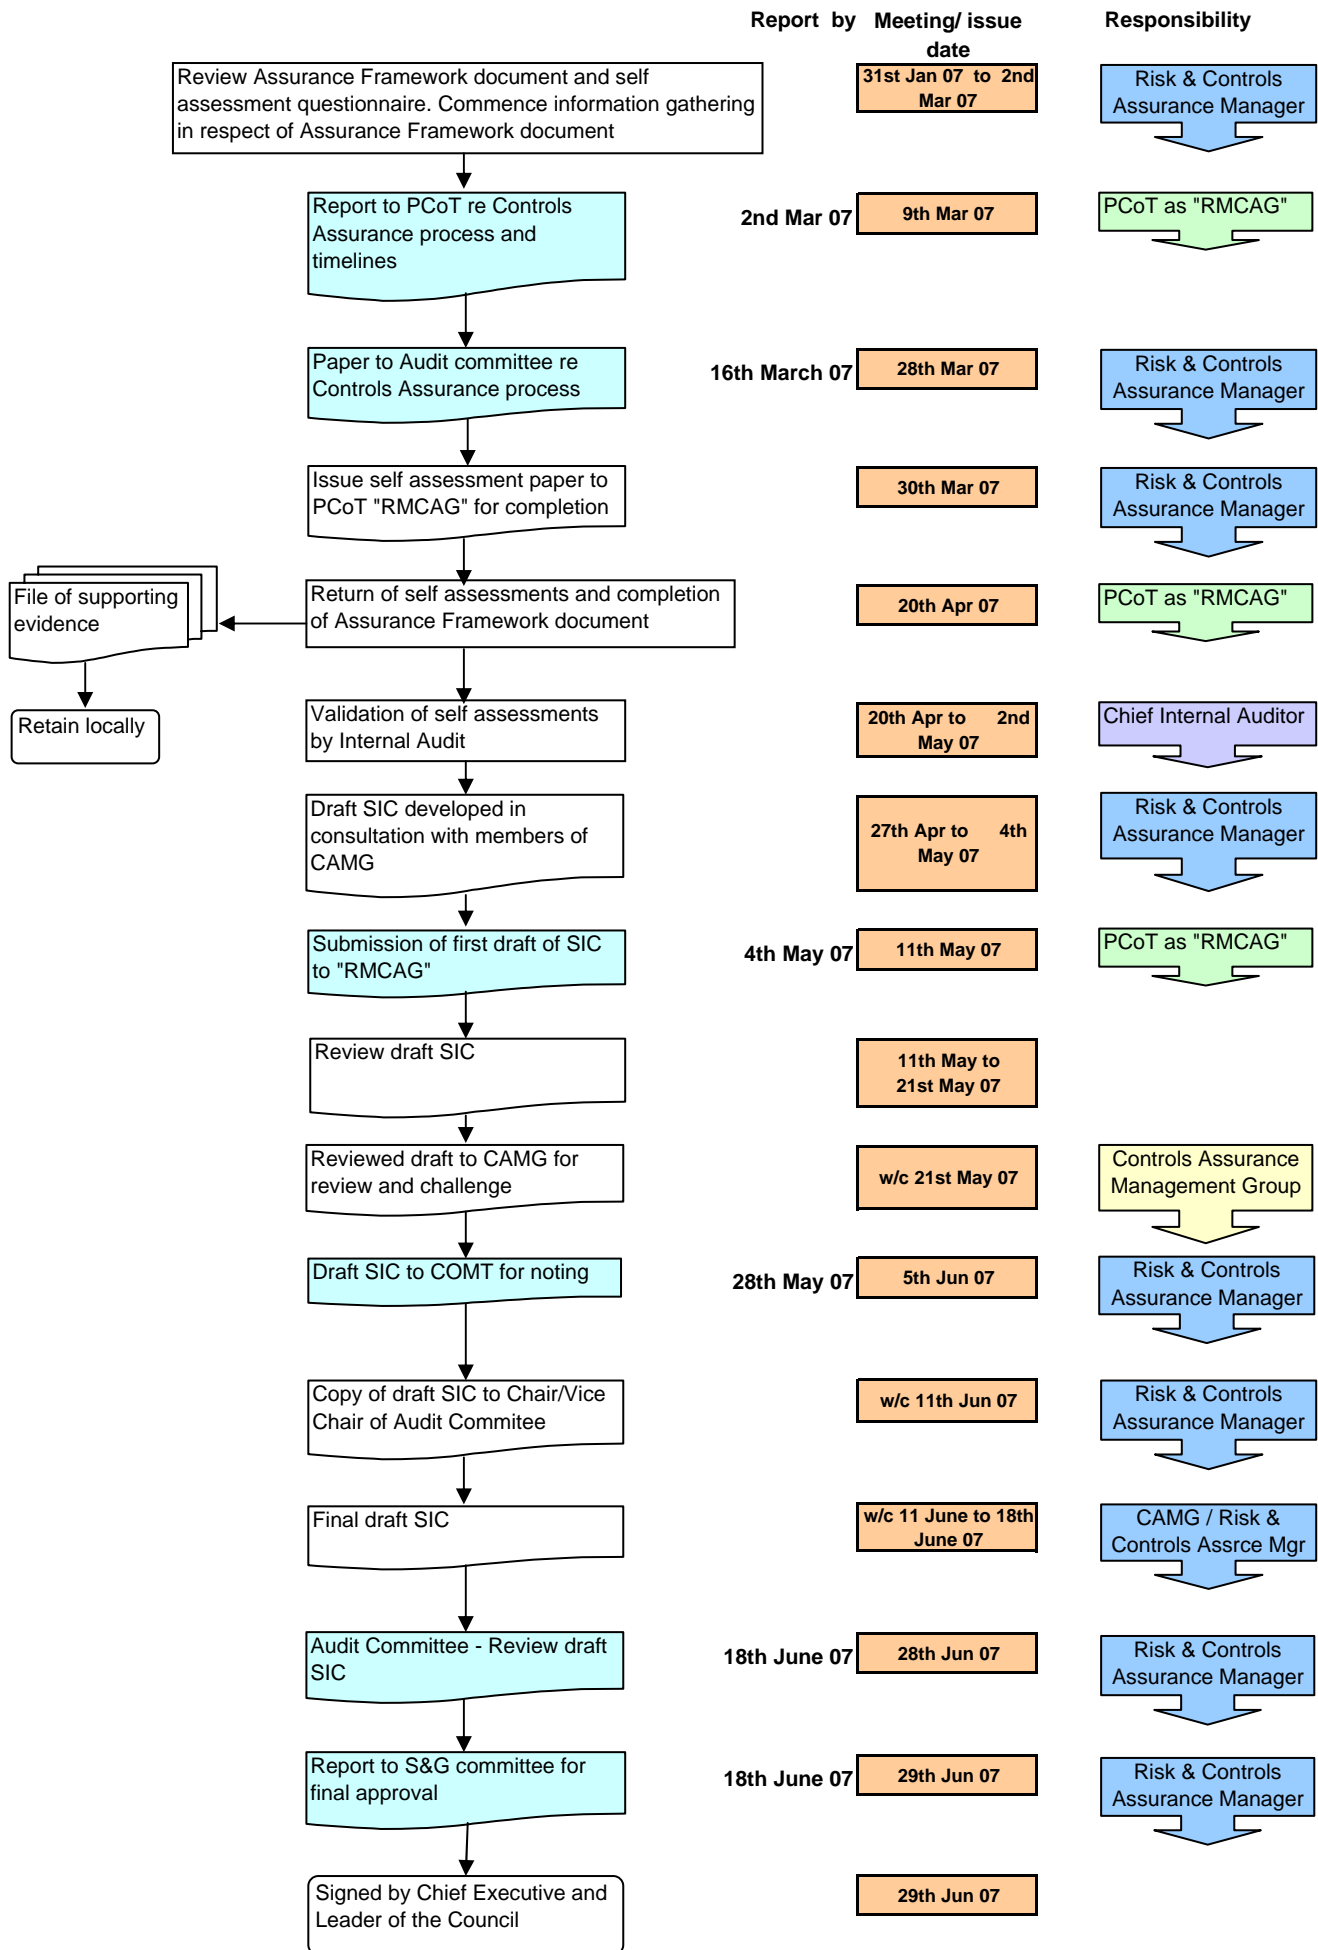 Report by Meeting/ issue Responsibility
date
Review Assurance Framework document and self
assessment questionnaire. Commence information gathering
in respect of Assurance Framework document
31st Jan 07 to 2nd
Mar 07
Risk & Controls
Assurance Manager
Report to PCoT re Controls
Assurance process and
timelines
2nd Mar 07
9th Mar 07
PCoT as "RMCAG"
Paper to Audit committee re
Controls Assurance process
16th March 07
28th Mar 07
Risk & Controls
Assurance Manager
Issue self assessment paper to
PCoT "RMCAG" for completion
30th Mar 07
Risk & Controls
Assurance Manager
File of supporting
evidence
Return of self assessments and completion
of Assurance Framework document
20th Apr 07
PCoT as "RMCAG"
Retain locally
Validation of self assessments
by Internal Audit
20th Apr to 2nd
May 07
Chief Internal Auditor
Draft SIC developed in
consultation with members of
CAMG
27th Apr to 4th
May 07
Risk & Controls
Assurance Manager
Submission of first draft of SIC
to "RMCAG"
4th May 07
11th May 07
PCoT as "RMCAG"
Review draft SIC
11th May to
21st May 07
Reviewed draft to CAMG for
review and challenge
w/c 21st May 07
Controls Assurance
Management Group
Draft SIC to COMT for noting
28th May 07
5th Jun 07
Risk & Controls
Assurance Manager
Copy of draft SIC to Chair/Vice
Chair of Audit Commitee
w/c 11th Jun 07
Risk & Controls
Assurance Manager
Final draft SIC
w/c 11 June to 18th
June 07
CAMG / Risk &
Controls Assrce Mgr
Audit Committee - Review draft
SIC
18th June 07
28th Jun 07
Risk & Controls
Assurance Manager
Report to S&G committee for
final approval
18th June 07
29th Jun 07
Risk & Controls
Assurance Manager
Signed by Chief Executive and
Leader of the Council
29th Jun 07